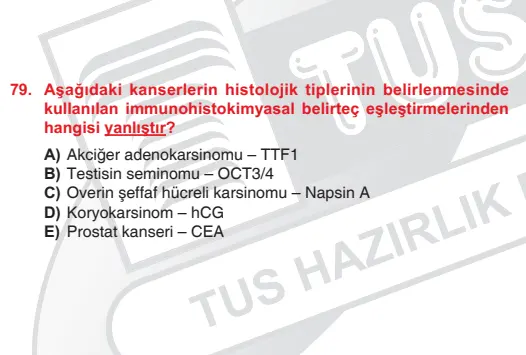 79. Aşağıdaki kanserlerin histolojik tiplerinin belirlenmesinde
kullanılan immunohistokimyasal belirteç eşleştirmelerinden
hangisi yanlıştır?
A) Akciğer adenokarsinomu – TTF1
B) Testisin seminomu – OCT3/4
C) Overin şeffaf hücreli karsinomu – Napsin A
D) Koryokarsinom – hCG
E) Prostat kanseri – CEA
TUS
TUS HAZIRLIK